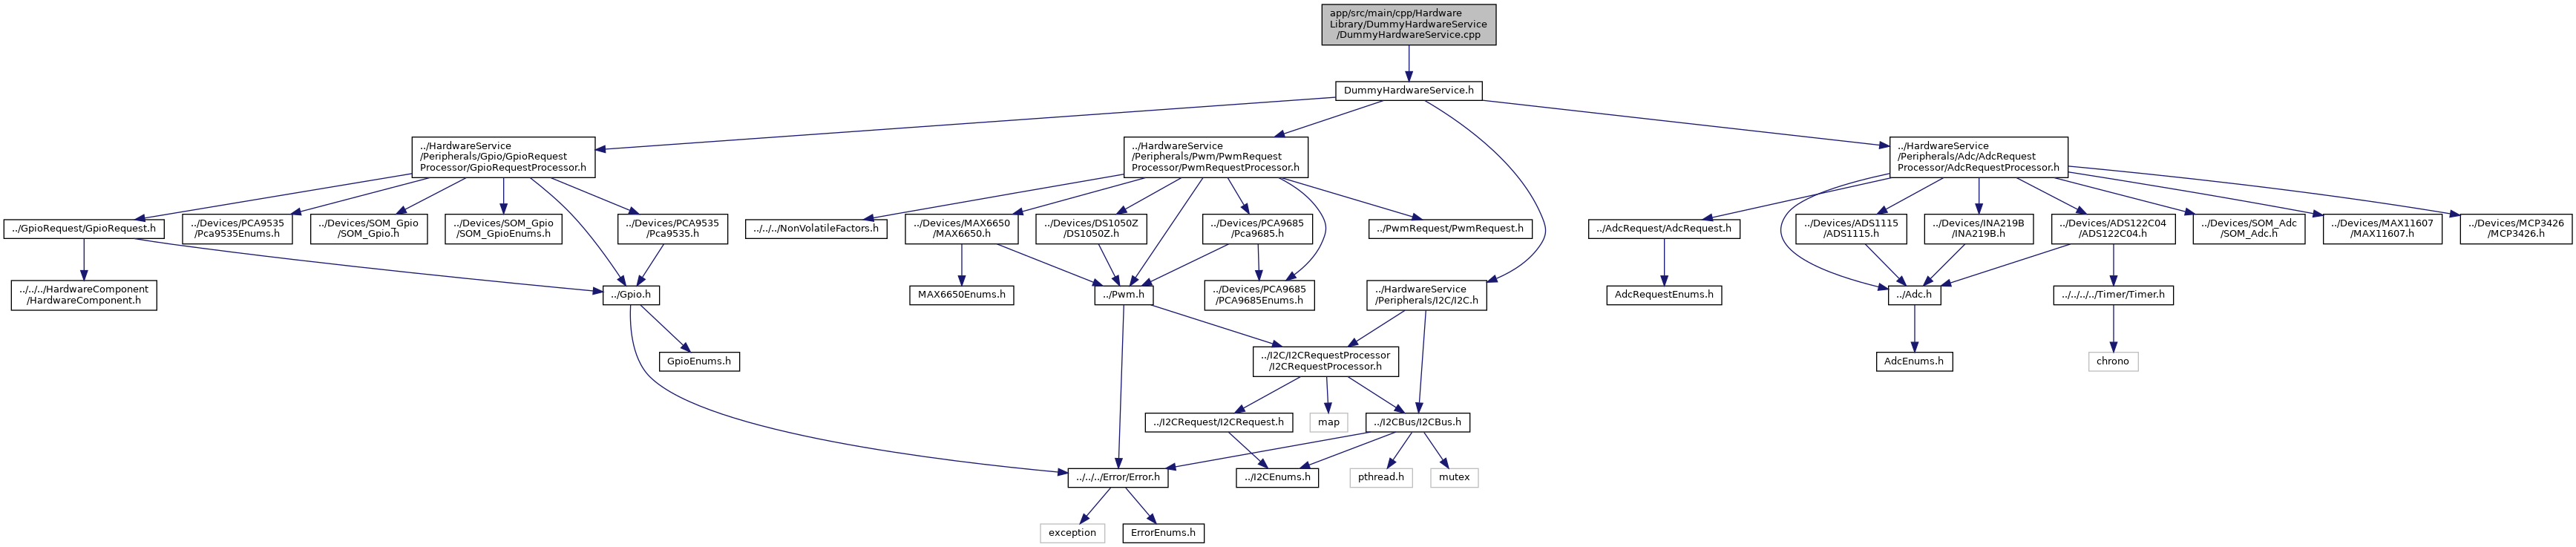 app/src/main/cpp/Hardware
Library/DummyHardwareService
/DummyHardwareService.cpp
DummyHardwareService.h
../HardwareService
/Peripherals/Gpio/GpioRequest
Processor/GpioRequestProcessor.h
../HardwareService
/Peripherals/Pwm/PwmRequest
Processor/PwmRequestProcessor.h
../HardwareService
/Peripherals/Adc/AdcRequest
Processor/AdcRequestProcessor.h
../GpioRequest/GpioRequest.h
../Devices/PCA9535
/Pca9535Enums.h
../Devices/SOM_Gpio
/SOM_Gpio.h
../Devices/SOM_Gpio
/SOM_GpioEnums.h
../Devices/PCA9535
/Pca9535.h
../../../NonVolatileFactors.h
../Devices/MAX6650
/MAX6650.h
../Devices/DS1050Z
/DS1050Z.h
../Devices/PCA9685
/Pca9685.h
../PwmRequest/PwmRequest.h
../AdcRequest/AdcRequest.h
../Devices/ADS1115
/ADS1115.h
../Devices/INA219B
/INA219B.h
../Devices/ADS122C04
/ADS122C04.h
../Devices/SOM_Adc
/SOM_Adc.h
../Devices/MAX11607
/MAX11607.h
../Devices/MCP3426
/MCP3426.h
../../../HardwareComponent
/HardwareComponent.h
../Gpio.h
MAX6650Enums.h
../Pwm.h
../Devices/PCA9685
/PCA9685Enums.h
../HardwareService
/Peripherals/I2C/I2C.h
AdcRequestEnums.h
../Adc.h
../../../../Timer/Timer.h
GpioEnums.h
../I2C/I2CRequestProcessor
/I2CRequestProcessor.h
AdcEnums.h
chrono
../I2CRequest/I2CRequest.h
map
../I2CBus/I2CBus.h
../../../Error/Error.h
../I2CEnums.h
pthread.h
mutex
exception
ErrorEnums.h